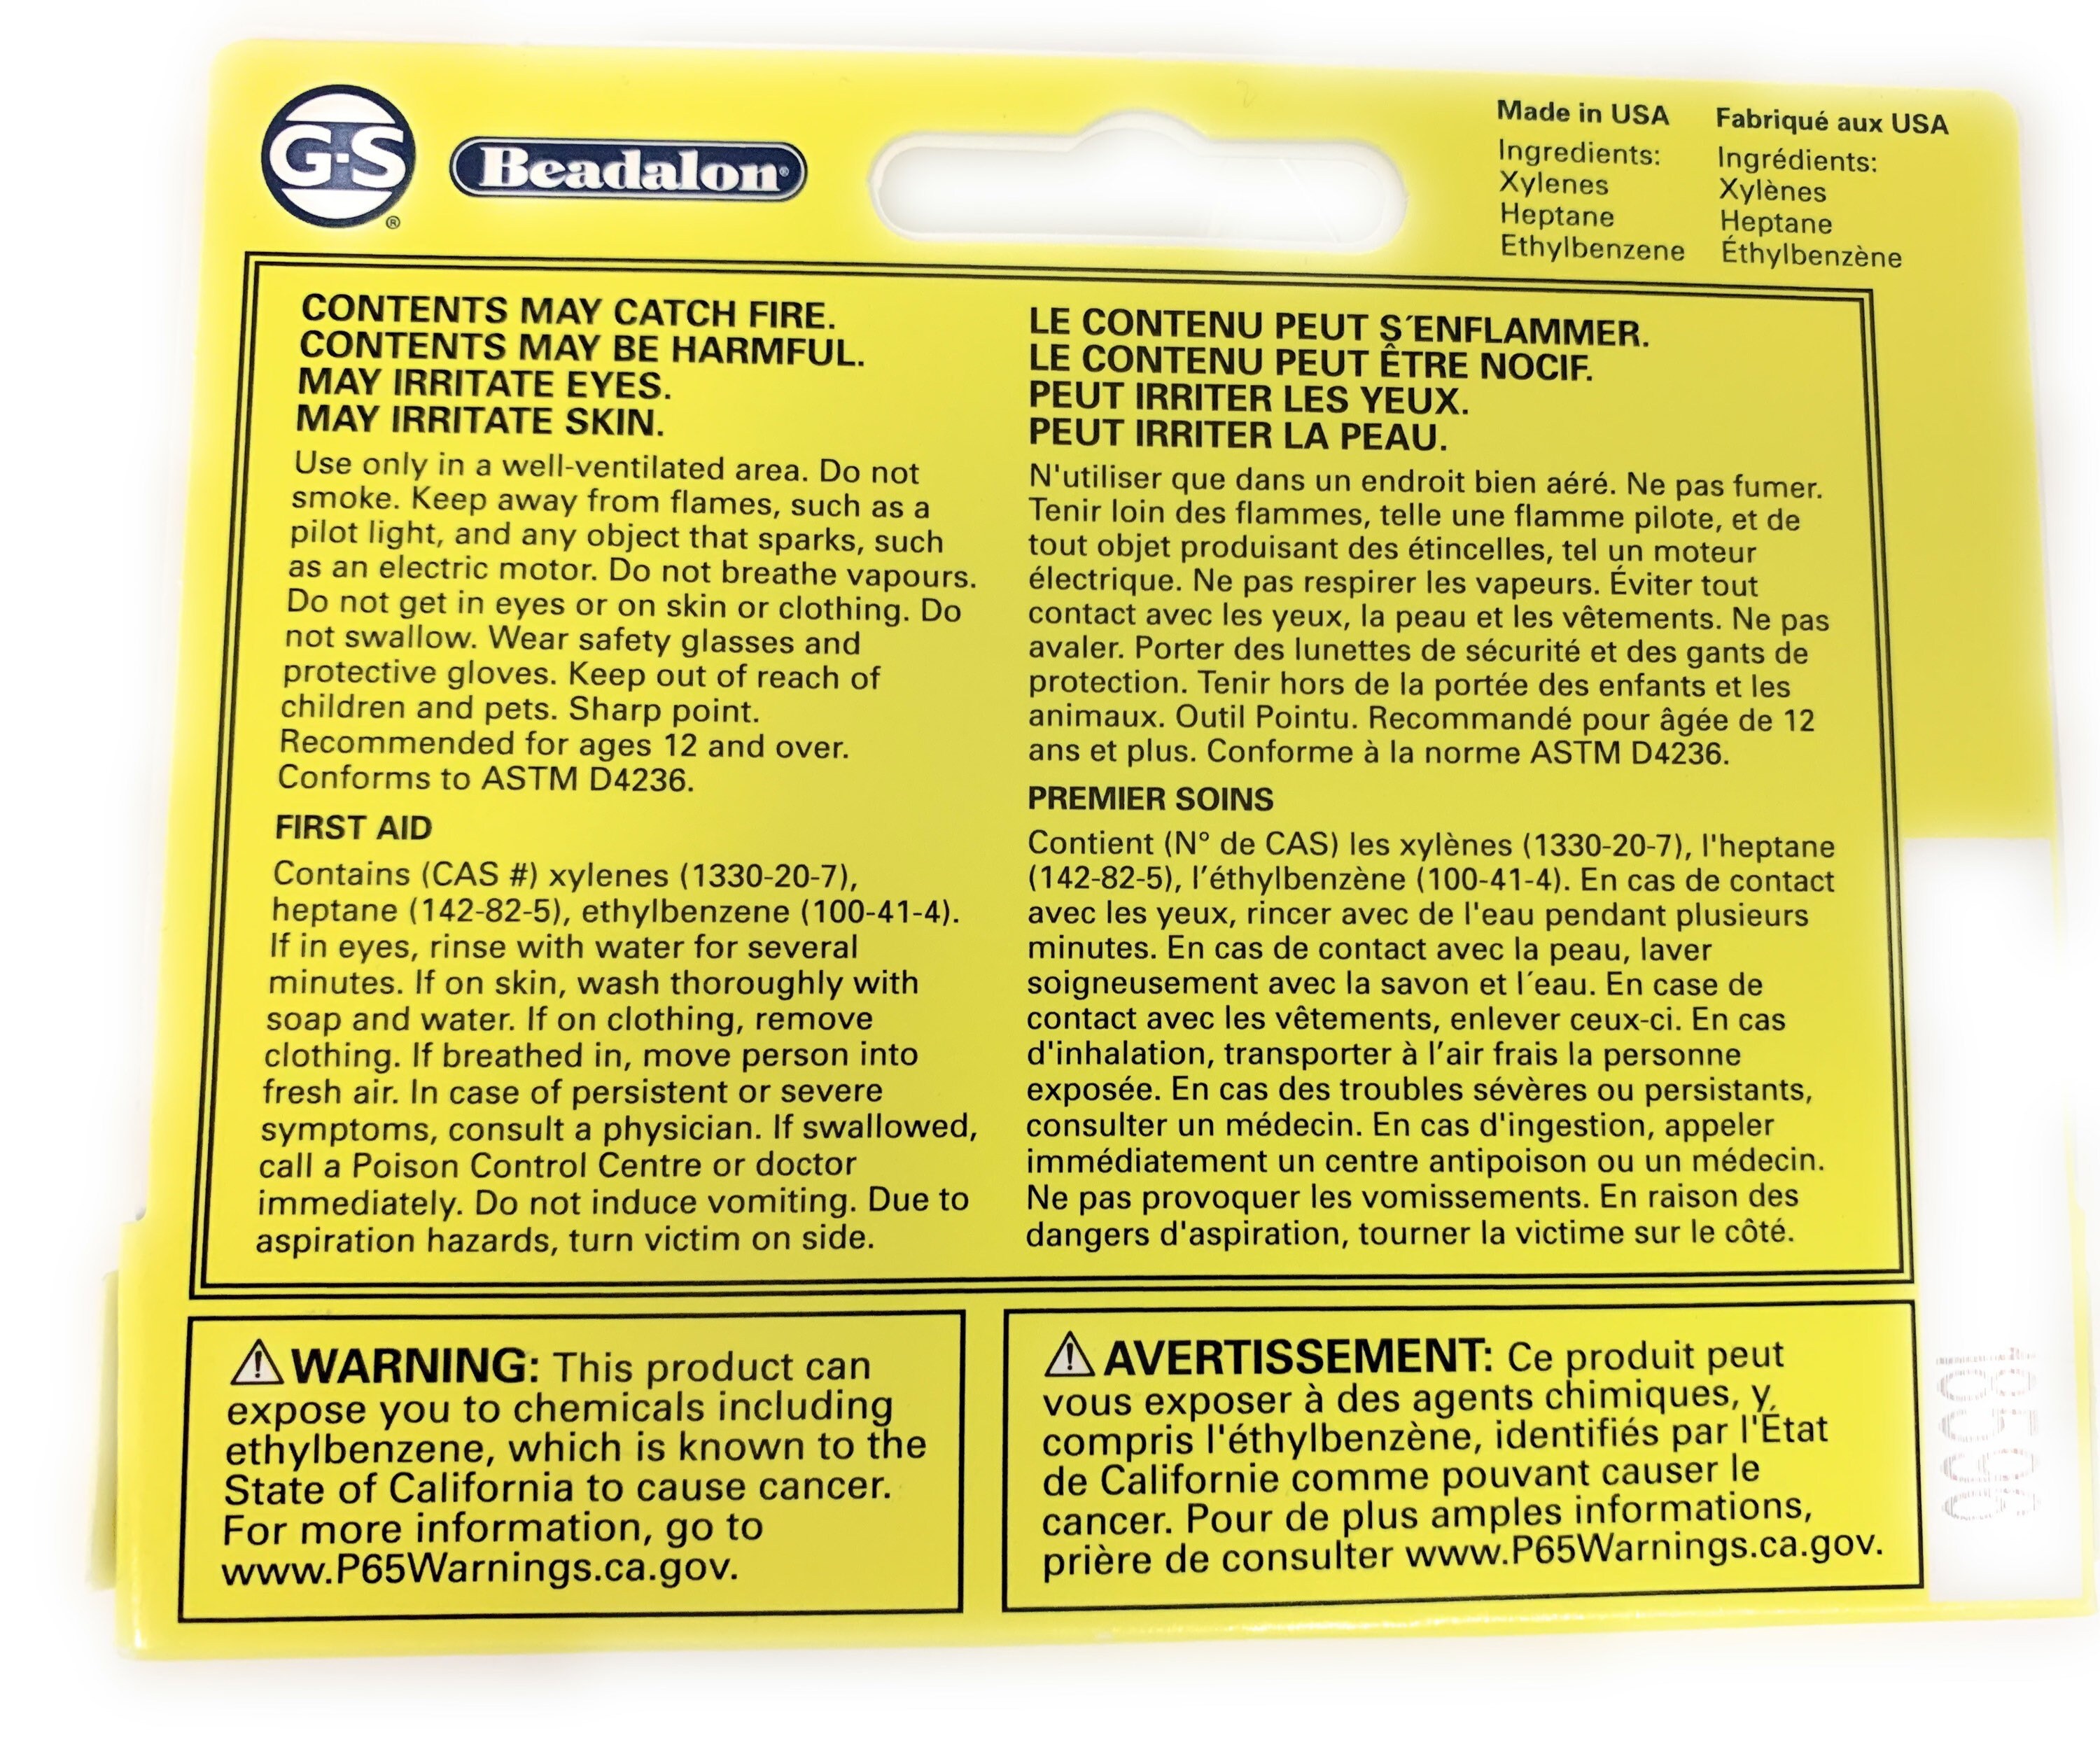 G-S
®
Beadalon®
Made in USA
Ingredients:
Xylenes
Heptane
Ethylbenzene
Fabriqué aux USA
Ingrédients:
Xylènes
Heptane
Éthylbenzène
CONTENTS MAY CATCH FIRE.
CONTENTS MAY BE HARMFUL.
MAY IRRITATE EYES.
MAY IRRITATE SKIN.
Use only in a well-ventilated area. Do not
smoke. Keep away from flames, such as a
pilot light, and any object that sparks, such
as an electric motor. Do not breathe vapours.
Do not get in eyes or on skin or clothing. Do
not swallow. Wear safety glasses and
protective gloves. Keep out of reach of
children and pets. Sharp point.
Recommended for ages 12 and over.
Conforms to ASTM D4236.
FIRST AID
Contains (CAS #) xylenes (1330-20-7),
heptane (142-82-5), ethylbenzene (100-41-4).
If in eyes, rinse with water for several
minutes. If on skin, wash thoroughly with
soap and water. If on clothing, remove
clothing. If breathed in, move person into
fresh air. In case of persistent or severe
symptoms, consult a physician. If swallowed,
call a Poison Control Centre or doctor
immediately. Do not induce vomiting. Due to
aspiration hazards, turn victim on side.
LE CONTENU PEUT S´ENFLAMMER.
LE CONTENU PEUT ÊTRE NOCIF.
PEUT IRRITER LES YEUX.
PEUT IRRITER LA PEAU.
N'utiliser que dans un endroit bien aéré. Ne pas fumer.
Tenir loin des flammes, telle une flamme pilote, et de
tout objet produisant des étincelles, tel un moteur
électrique. Ne pas respirer les vapeurs. Éviter tout
contact avec les yeux, la peau et les vêtements. Ne pas
avaler. Porter des lunettes de sécurité et des gants de
protection. Tenir hors de la portée des enfants et les
animaux. Outil Pointu. Recommandé pour âgée de 12
ans et plus. Conforme à la norme ASTM D4236.
PREMIER SOINS
Contient (N° de CAS) les xylènes (1330-20-7), l'heptane
(142-82-5), l’éthylbenzène (100-41-4). En cas de contact
avec les yeux, rincer avec de l'eau pendant plusieurs
minutes. En cas de contact avec la peau, laver
soigneusement avec la savon et l´eau. En case de
contact avec les vêtements, enlever ceux-ci. En cas
d'inhalation, transporter à l’air frais la personne
exposée. En cas des troubles sévères ou persistants,
consulter un médecin. En cas d'ingestion, appeler
immédiatement un centre antipoison ou un médecin.
Ne pas provoquer les vomissements. En raison des
dangers d'aspiration, tourner la victime sur le côté.
WARNING: This product can
expose you to chemicals including
ethylbenzene, which is known to the
State of California to cause cancer.
For more information, go to
www.P65Warnings.ca.gov.
AVERTISSEMENT: Ce produit peut
vous exposer à des agents chimiques, y,
compris l'éthylbenzène, identifiés par l'État
de Californie comme pouvant causer le
cancer. Pour de plus amples informations,
prière de consulter www.P65Warnings.ca.gov.